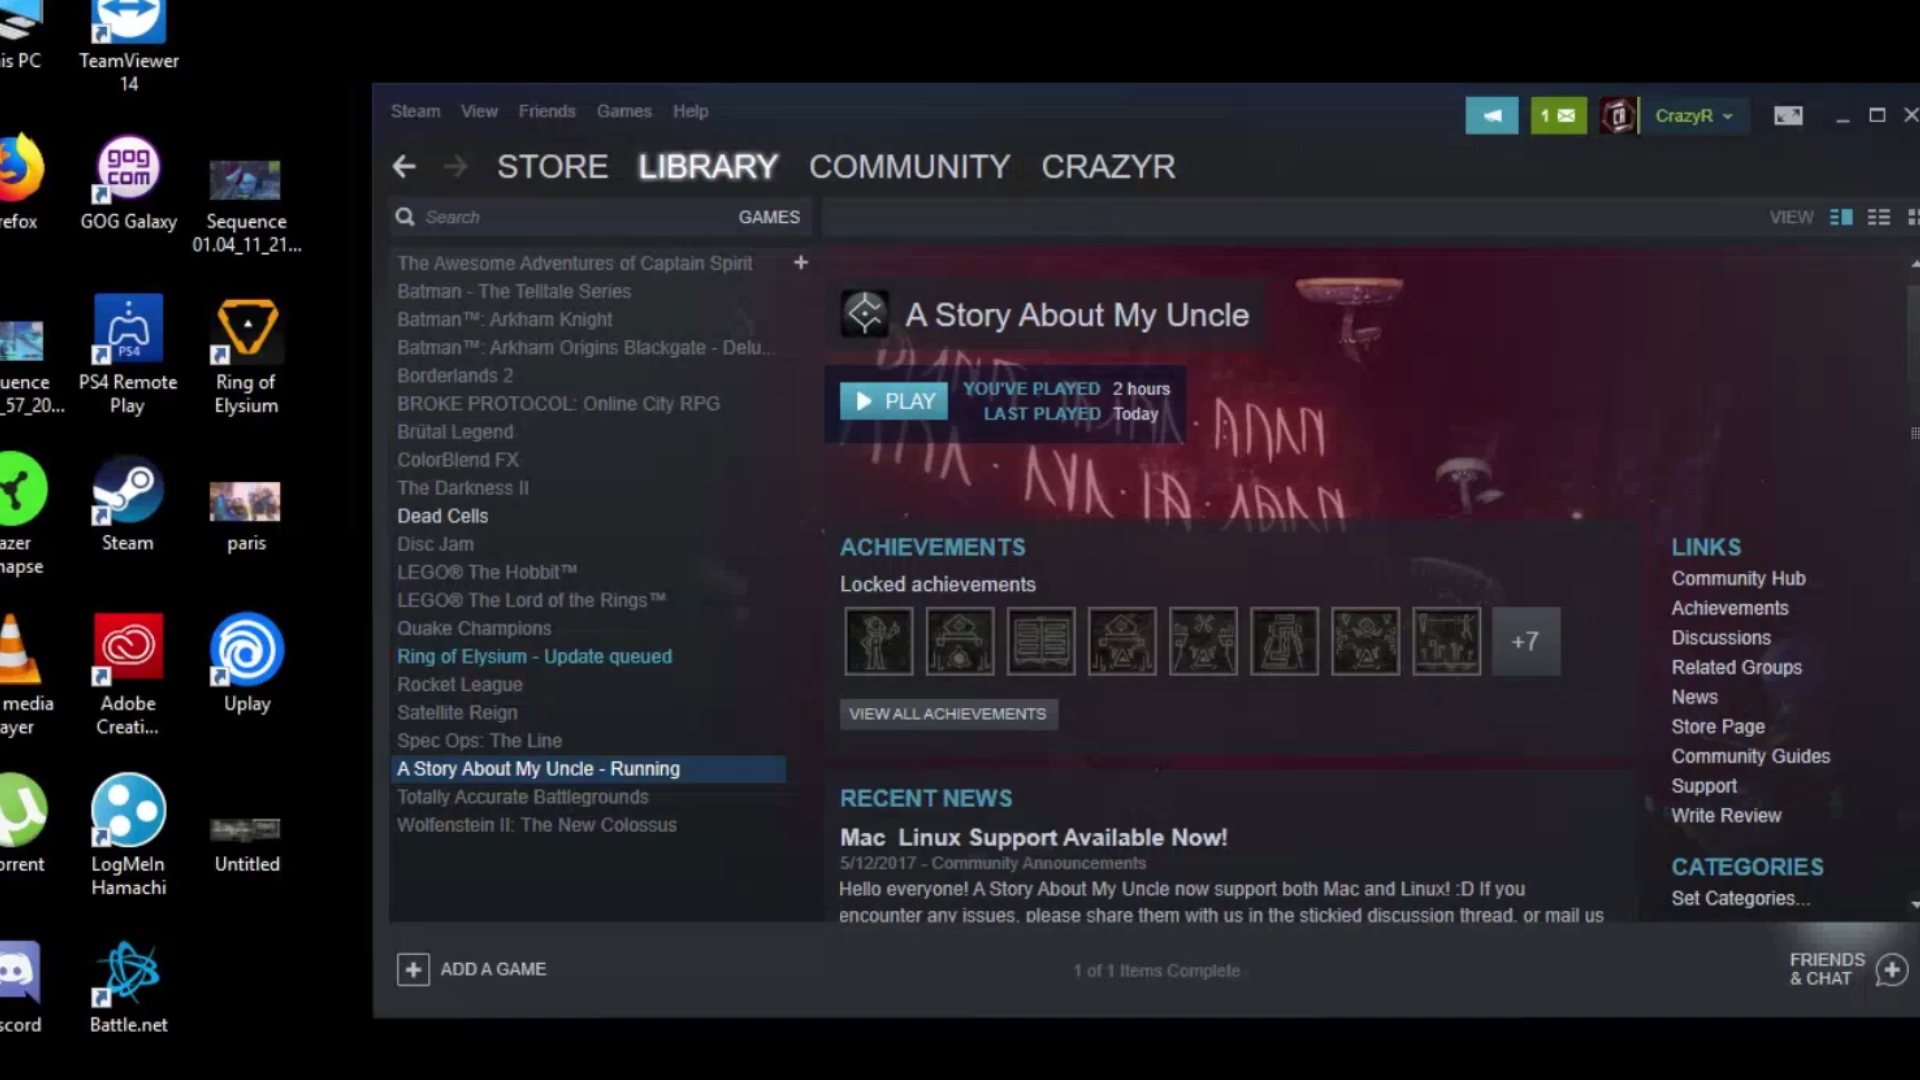 is PC
TeamViewer
14
refox
GOG Galaxy
gog
com
Sequence
01.04_11_21...
uence
_57_20...
PS4
PS4 Remote
Play
Ring of
Elysium
azer
napse
Steam
paris
media
ayer
Adobe
Creati...
Uplay
orrent
LogMeIn
Hamachi
Untitled
scord
Battle.net
Steam View Friends Games Help
1
CrazyR
STORE LIBRARY COMMUNITY CRAZYR
Search GAMES
VIEW
The Awesome Adventures of Captain Spirit +
Batman - The Telltale Series
Batman™: Arkham Knight
Batman™: Arkham Origins Blackgate - Delu...
Borderlands 2
BROKE PROTOCOL: Online City RPG
Brütal Legend
ColorBlend FX
The Darkness II
Dead Cells
Disc Jam
LEGO® The Hobbit™
LEGO® The Lord of the Rings™
Quake Champions
Ring of Elysium - Update queued
Rocket League
Satellite Reign
Spec Ops: The Line
A Story About My Uncle - Running
Totally Accurate Battlegrounds
Wolfenstein II: The New Colossus
A Story About My Uncle
PLAY
YOU'VE PLAYED 2 hours
LAST PLAYED Today
ACHIEVEMENTS
Locked achievements
+7
VIEW ALL ACHIEVEMENTS
RECENT NEWS
Mac Linux Support Available Now!
5/12/2017 - Community Announcements
Hello everyone! A Story About My Uncle now support both Mac and Linux! :D If you
encounter any issues, please share them with us in the stickied discussion thread, or mail us
LINKS
Community Hub
Achievements
Discussions
Related Groups
News
Store Page
Community Guides
Support
Write Review
CATEGORIES
Set Categories...
ADD A GAME
1 of 1 Items Complete
FRIENDS
& CHAT